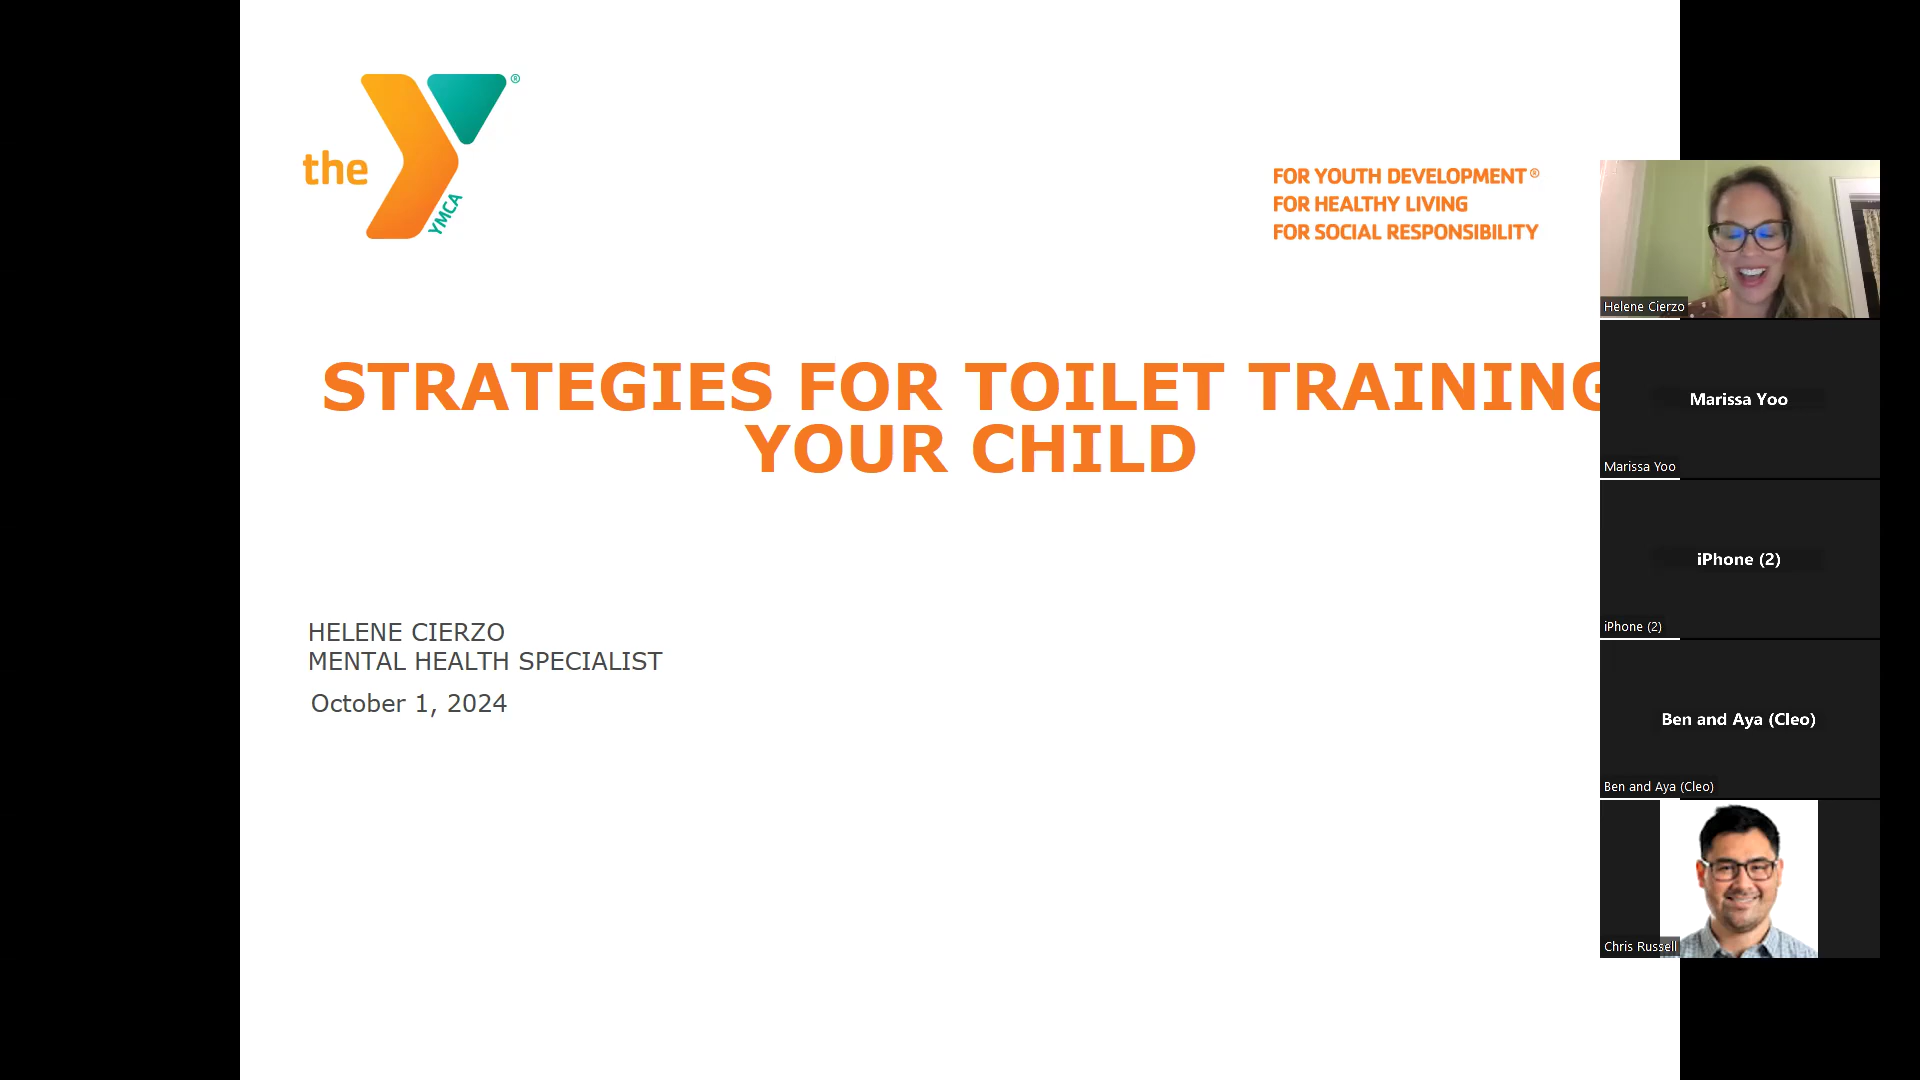 the
YMCA
®
FOR YOUTH DEVELOPMENT®
FOR HEALTHY LIVING
FOR SOCIAL RESPONSIBILITY
STRATEGIES FOR TOILET TRAINING
YOUR CHILD
HELENE CIERZO
MENTAL HEALTH SPECIALIST
October 1, 2024
Helene Cierzo
Marissa Yoo
Marissa Yoo
iPhone (2)
iPhone (2)
Ben and Aya (Cleo)
Ben and Aya (Cleo)
Chris Russell